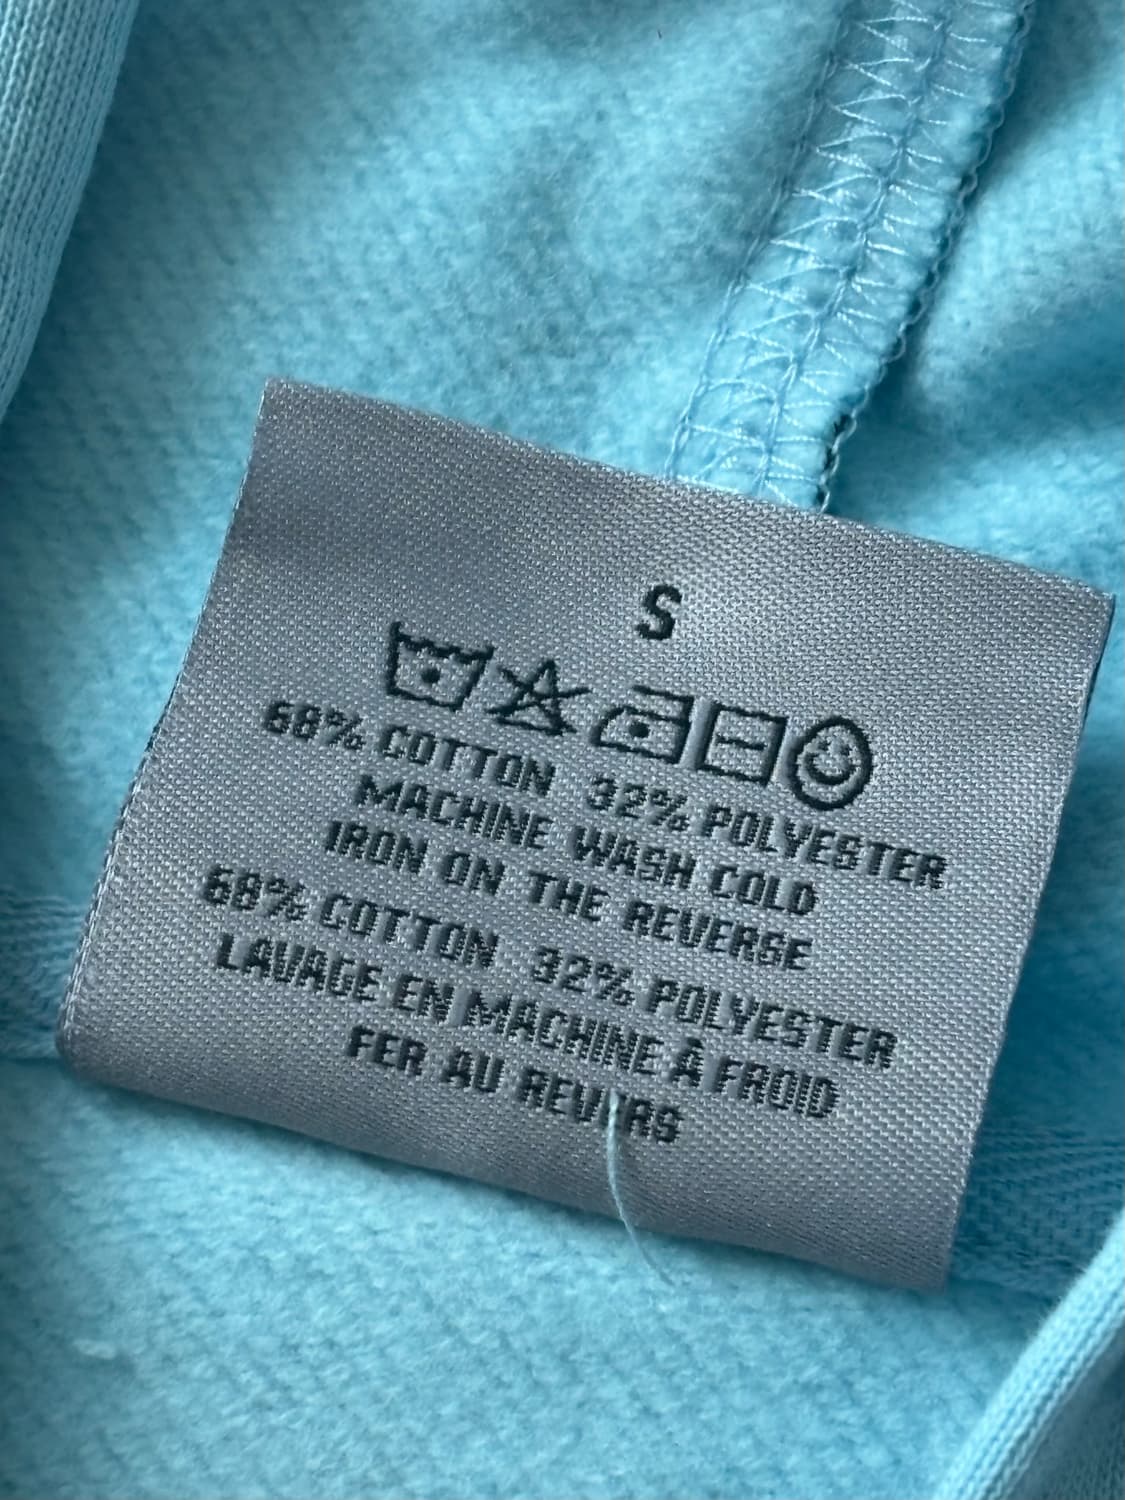 S
68% COTTON 32% POLYESTER
MACHINE WASH COLD
IRON ON THE REVERSE
68% COTTON 32% POLYESTER
LAVAGE EN MACHINE À FROID
FER AU REVERS